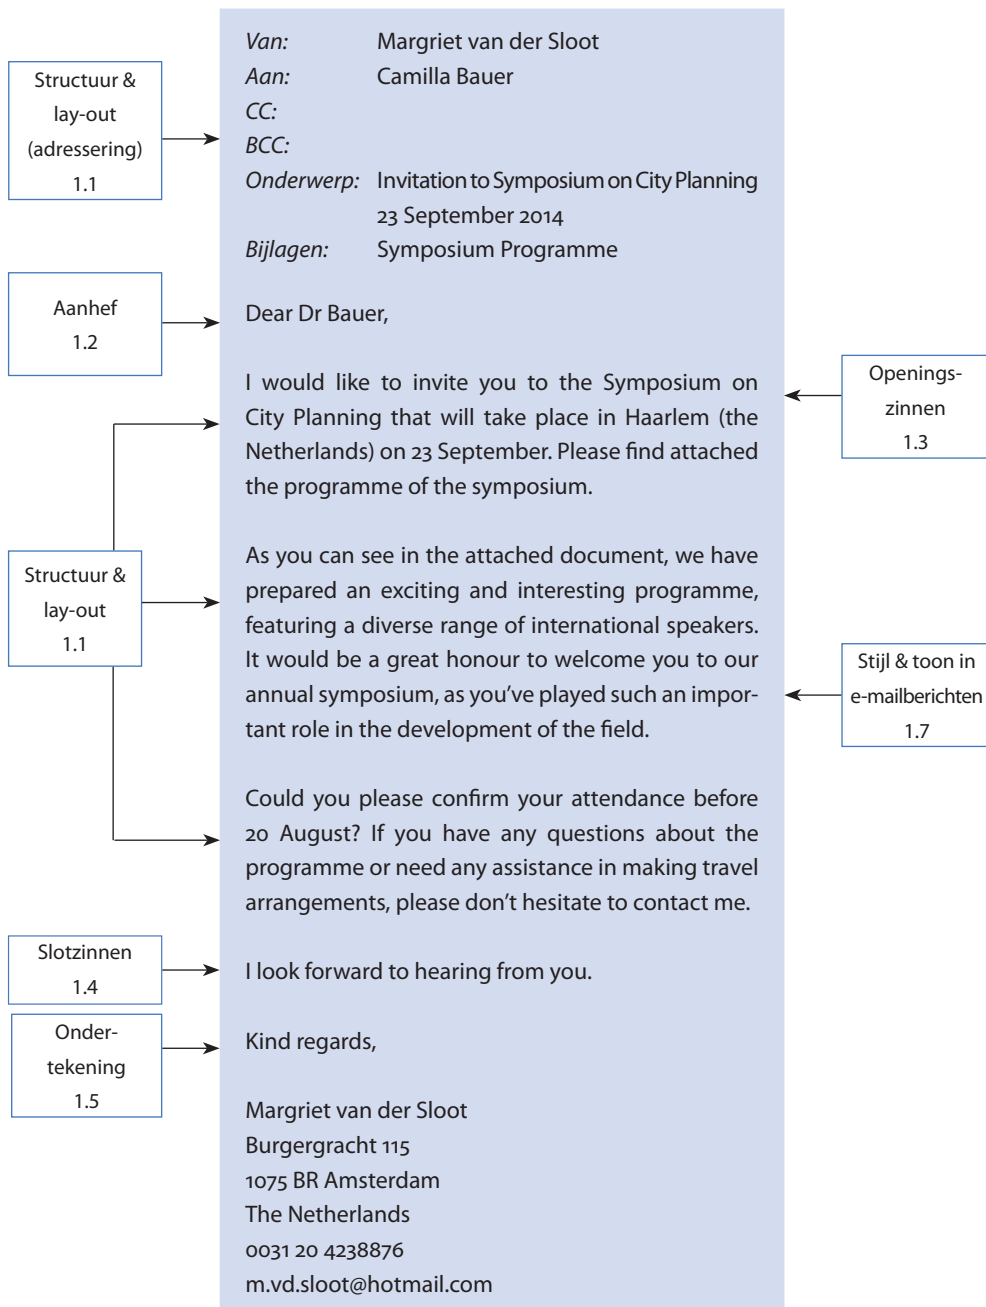 Structuur &
lay-out
(adressering)
1.1
Van: Margriet van der Sloot
Aan: Camilla Bauer
CC:
BCC:
Onderwerp: Invitation to Symposium on City Planning
23 September 2014
Bijlagen: Symposium Programme
Aanhef
1.2
Dear Dr Bauer,
I would like to invite you to the Symposium on
City Planning that will take place in Haarlem (the
Netherlands) on 23 September. Please find attached
the programme of the symposium.
Openings-
zinnen
1.3
Structuur &
lay-out
1.1
As you can see in the attached document, we have
prepared an exciting and interesting programme,
featuring a diverse range of international speakers.
It would be a great honour to welcome you to our
annual symposium, as you've played such an impor-
tant role in the development of the field.
Stijl & toon in
e-mailberichten
1.7
Could you please confirm your attendance before
20 August? If you have any questions about the
programme or need any assistance in making travel
arrangements, please don't hesitate to contact me.
Slotzinnen
1.4
I look forward to hearing from you.
Onder-
tekening
1.5
Kind regards,
Margriet van der Sloot
Burgergracht 115
1075 BR Amsterdam
The Netherlands
0031 20 4238876
m.vd.sloot@hotmail.com